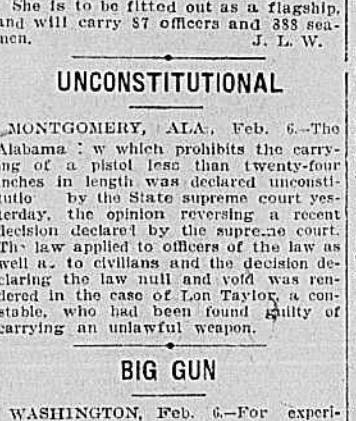 She is to be fitted out as a flagship,
and will carry 37 officers and 388 sea-
men. J. L. W.
UNCONSTITUTIONAL
MONTGOMERY, ALA., Feb. 6.—The
Alabama w which prohibits the carry-
ing of a pistol less than twenty-four
inches in length was declared unconsti-
tutio by the State supreme court yes-
terday, the opinion reversing a recent
decision declared by the supreme court.
The law applied to officers of the law as
well as to civilians and the decision de-
claring the law null and void was ren-
dered in the case of Lon Taylor, a con-
stable, who had been found guilty of
carrying an unlawful weapon.
BIG GUN
WASHINGTON, Feb. 6.—For experi-